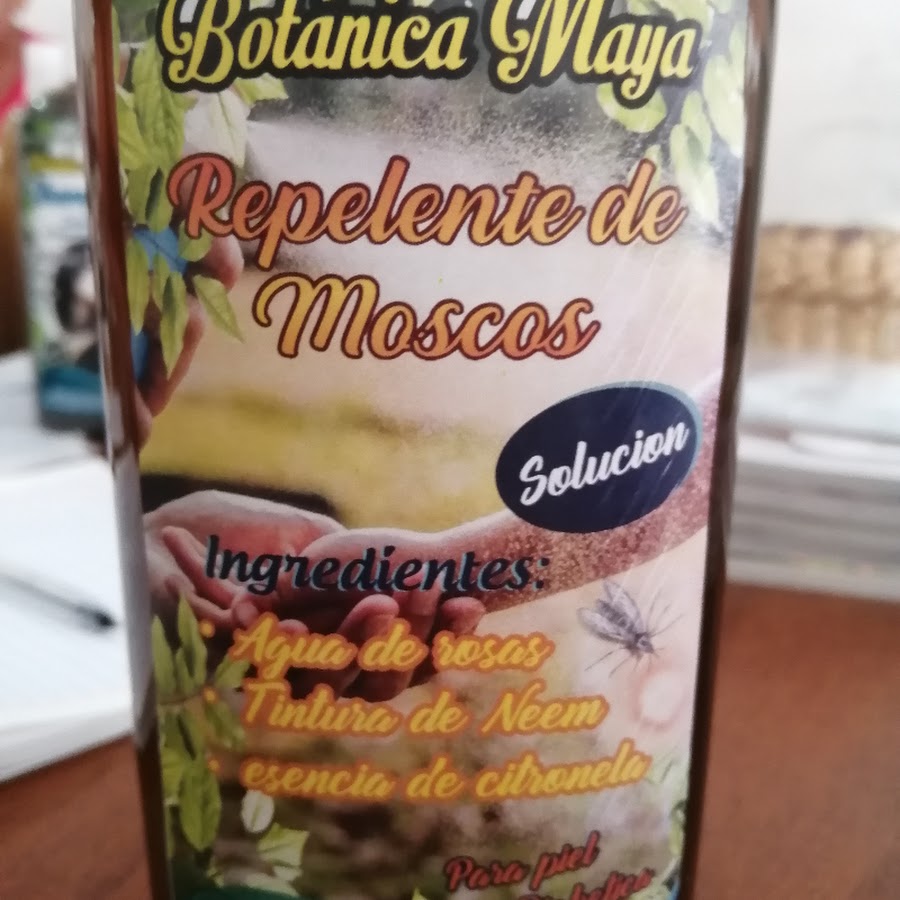 Botanica Maya
Repelente de
Moscos
Solucion
Ingredientes:
• Agua de rosas
• Tintura de Neem
• esencia de citronela
Para piel